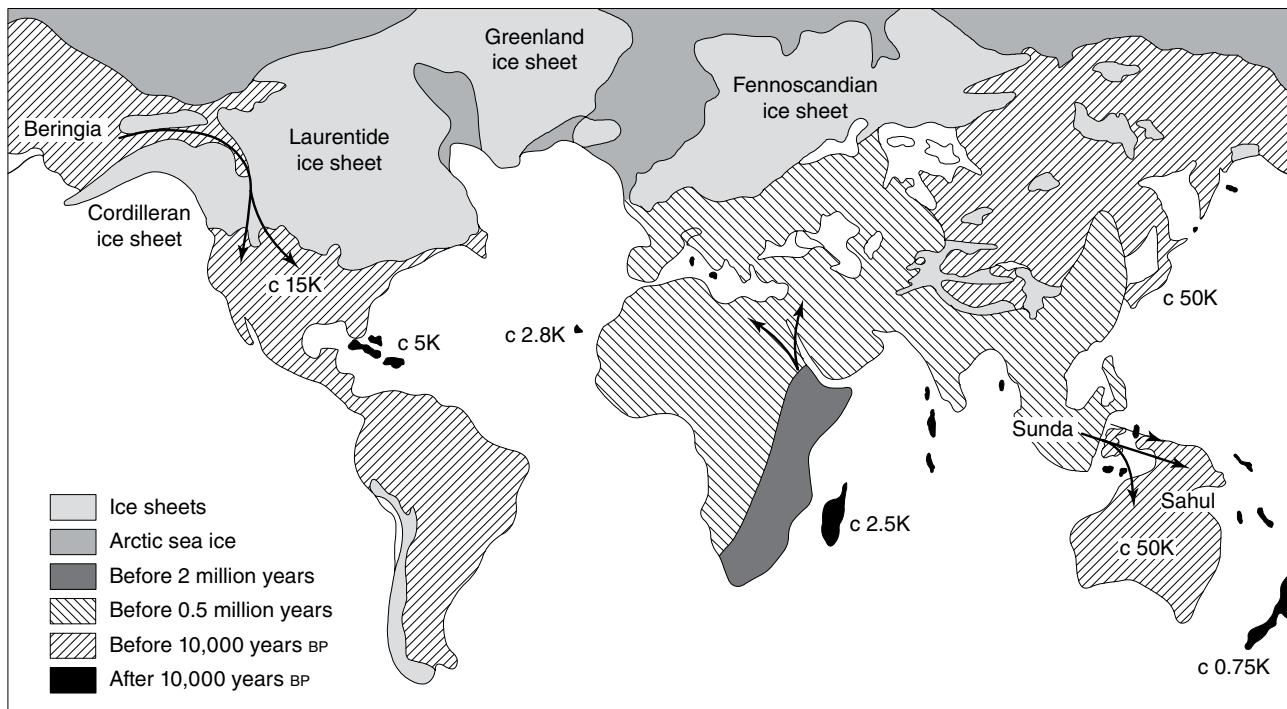 Greenland
ice sheet
Fennoscandian
ice sheet
Beringia
Laurentide
ice sheet
Cordilleran
ice sheet
c 15K
c 50K
c 5K
c 2.8K
Sunda
Sahul
c 2.5K
c 50K
c 0.75K
Ice sheets
Arctic sea ice
Before 2 million years
Before 0.5 million years
Before 10,000 years BP
After 10,000 years BP